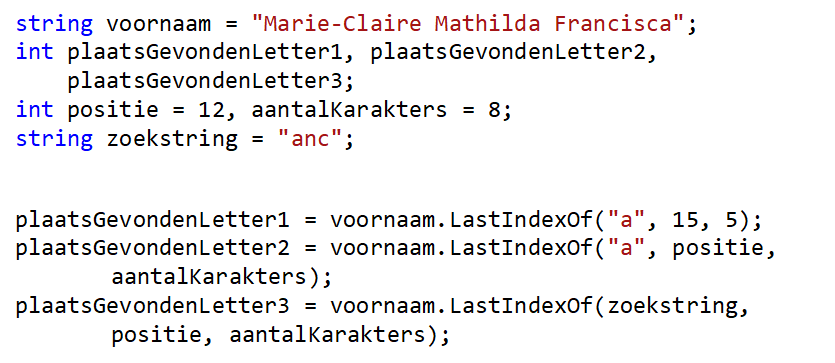 string voornaam = "Marie-Claire Mathilda Francisca";
int plaatsGevondenLetter1, plaatsGevondenLetter2,
plaatsGevondenLetter3;
int positie = 12, aantalKarakters = 8;
string zoekstring = "anc";
plaatsGevondenLetter1 = voornaam.LastIndexOf("a", 15, 5);
plaatsGevondenLetter2 = voornaam.LastIndexOf("a", positie,
aantalKarakters);
plaatsGevondenLetter3 = voornaam.LastIndexOf(zoekstring,
positie, aantalKarakters);